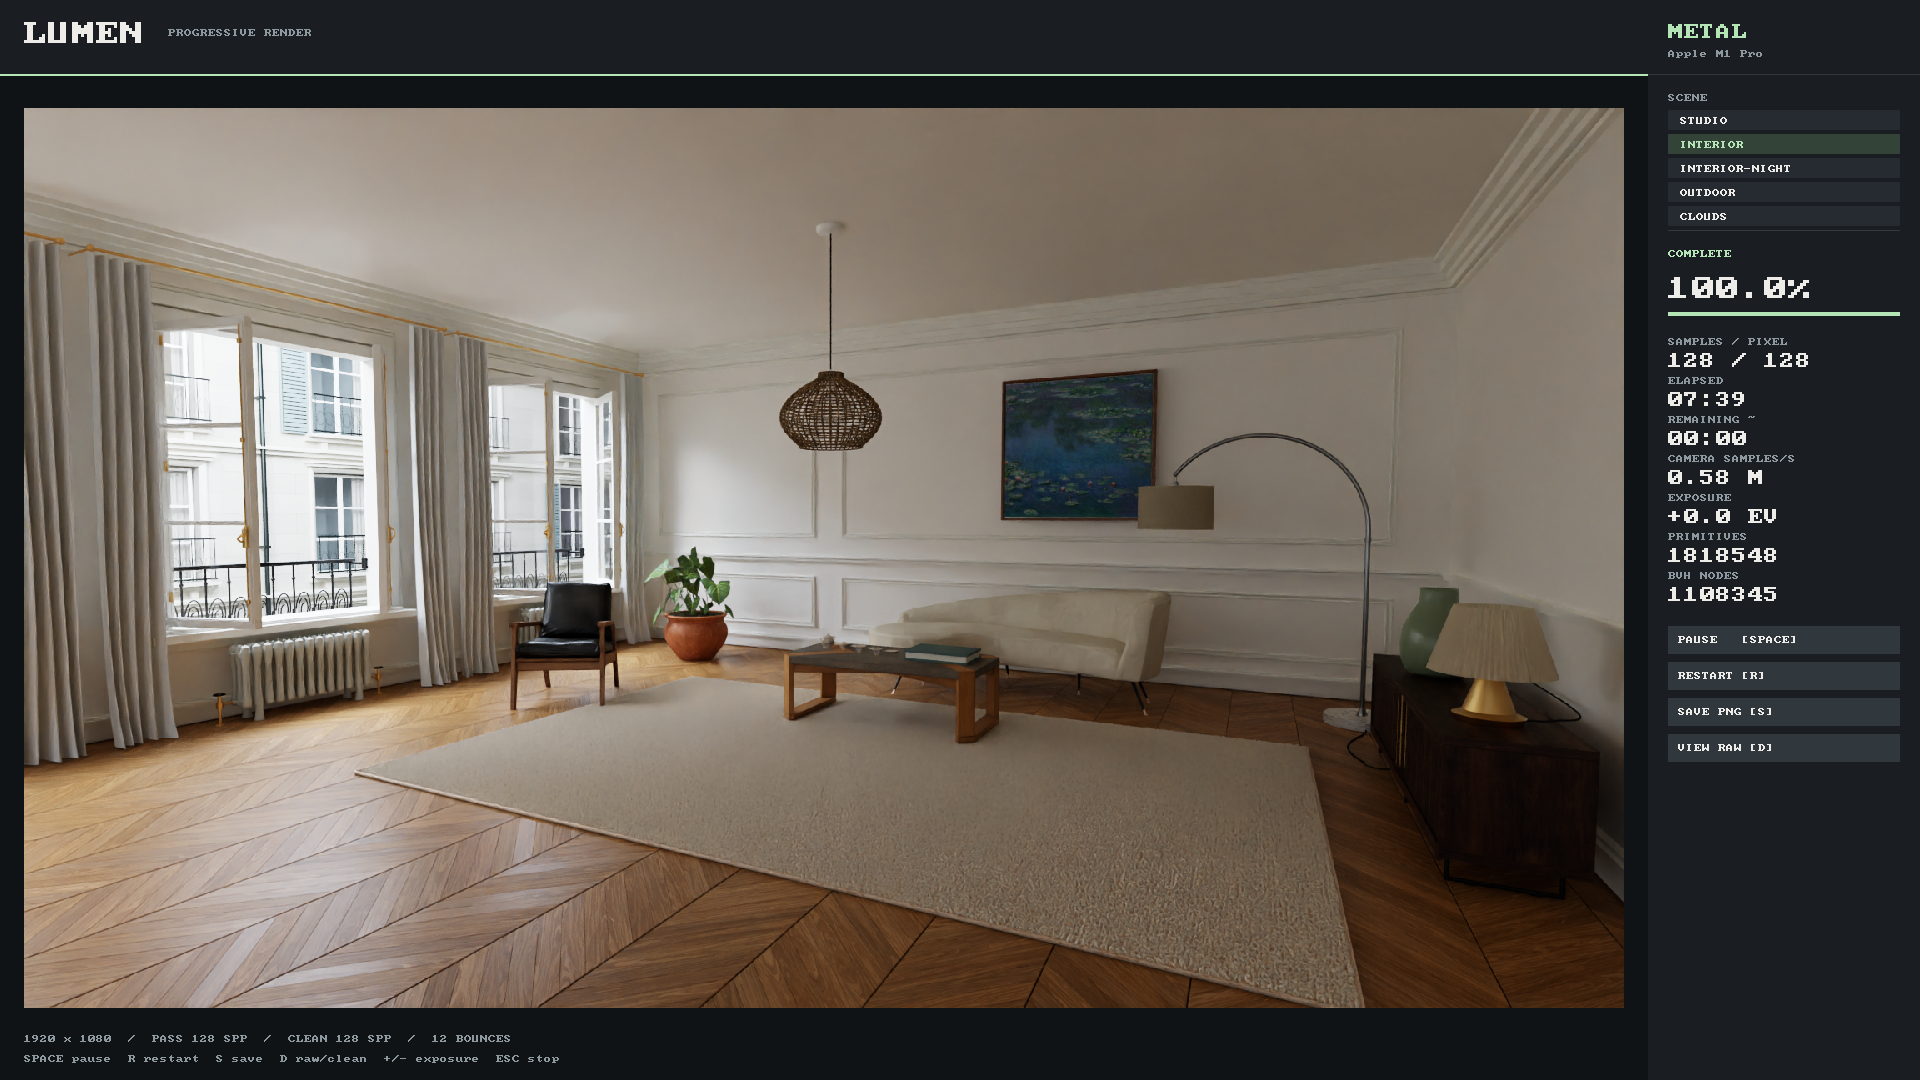 LUMEN PROGRESSIVE RENDER
METAL
Apple M1 Pro
SCENE
STUDIO
INTERIOR
INTERIOR-NIGHT
OUTDOOR
CLOUDS
COMPLETE
100.0%
SAMPLES / PIXEL
128 / 128
ELAPSED
07:39
REMAINING ~
00:00
CAMERA SAMPLES/S
0.58 M
EXPOSURE
+0.0 EV
PRIMITIVES
1818548
BVH NODES
1108345
PAUSE [SPACE]
RESTART [R]
SAVE PNG [S]
VIEW RAW [D]
1920 x 1080 / PASS 128 SPP / CLEAN 128 SPP / 12 BOUNCES
SPACE pause R restart S save D raw/clean +/- exposure ESC stop